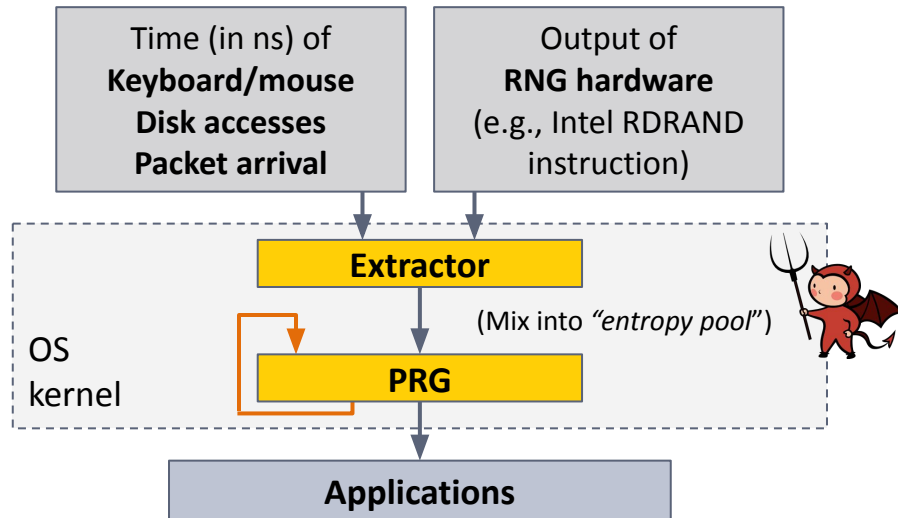 Time (in ns) of
Keyboard/mouse
Disk accesses
Packet arrival
Output of
RNG hardware
(e.g., Intel RDRAND
instruction)
Extractor
(Mix into “entropy pool”)
OS
kernel
PRG
Applications